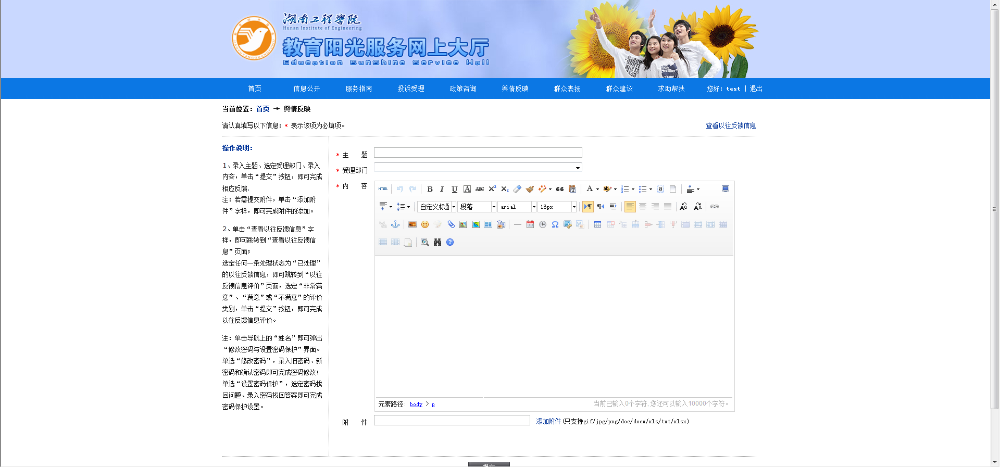 湖南工程学院
Hunan Institute of Engineering
教育阳光服务网上大厅
Education SunShine Service Hall
首页 信息公开 服务指南 投诉受理 政策咨询 舆情反映 群众表扬 群众建议 求助帮扶 您好：test | 退出
当前位置：首页 → 舆情反映
请认真填写以下信息：* 表示该项为必填项。 查看以往反馈信息
操作说明：
1、录入主题、选定受理部门、录入
内容，单击“提交”按钮，即可完成
相应反馈.
注：若需提交附件，单击“添加附
件”字样，即可完成附件的添加。
2、单击“查看以往反馈信息”字
样，即可跳转到“查看以往反馈信
息”页面；
选定任何一条处理状态为“已处理”
的以往反馈信息，即可跳转到“以往
反馈信息评价”页面，选定“非常满
意”、“满意”或“不满意”的评价
类别，单击“提交”按钮，即可完成
以往反馈信息评价。
注：单击导航上的“姓名”即可弹出
“修改密码与设置密码保护”界面。
单选“修改密码”，录入旧密码、新
密码和确认密码即可完成密码修改；
单选“设置密码保护”，选定密码找
回问题、录入密码找回答案即可完成
密码保护设置。
* 主 题
* 受理部门
* 内 容
HTML B I U A ABC X² X₂
自定义标题 段落 arial 16px
元素路径： body > p 当前已输入0个字符，您还可以输入10000个字符。
附 件 添加附件(只支持gif/jpg/png/doc/docx/xls/txt/xlsx)
提交